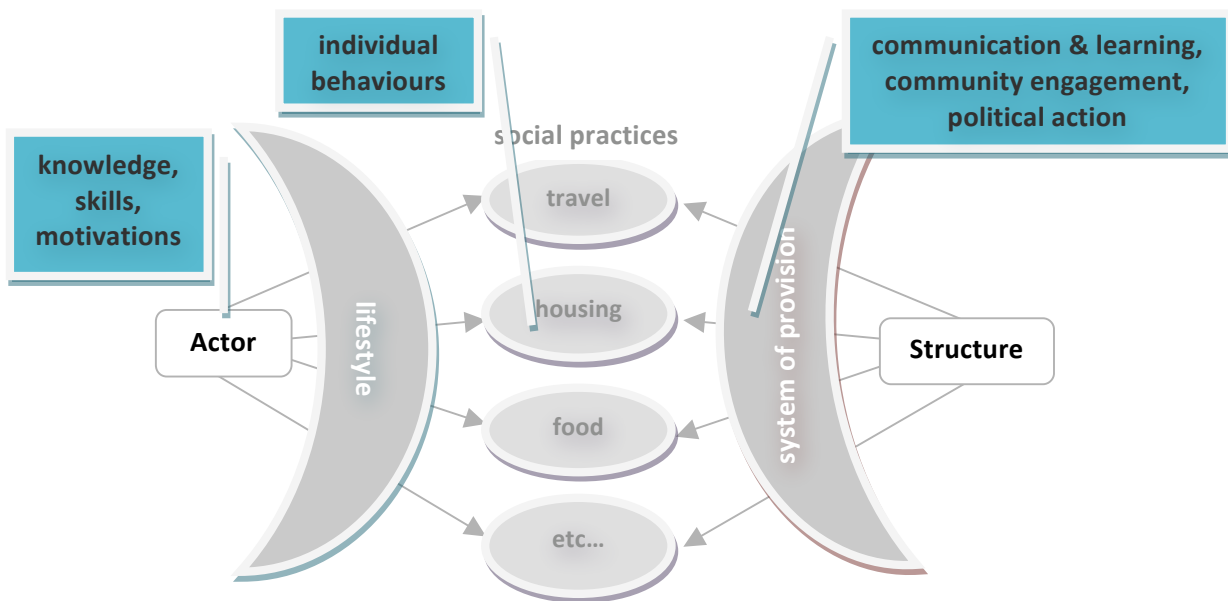 individual
behaviours
communication & learning,
community engagement,
political action
knowledge,
skills,
motivations
social practices
travel
housing
food
etc…
Actor
lifestyle
system of provision
Structure